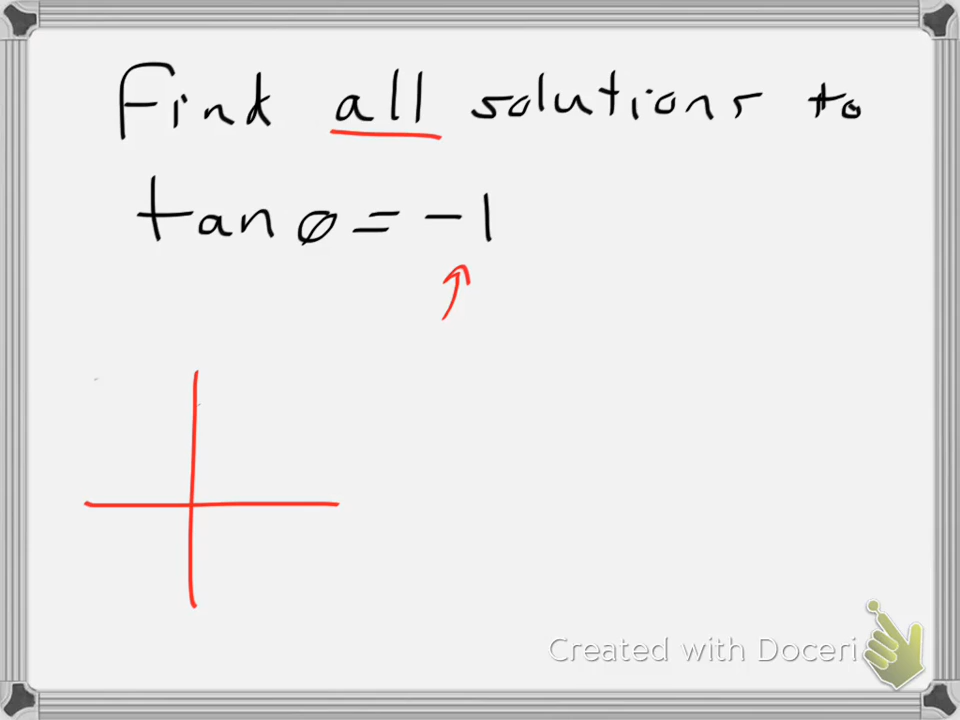 Find all solutions to
tan ø = -1
Created with Doceri